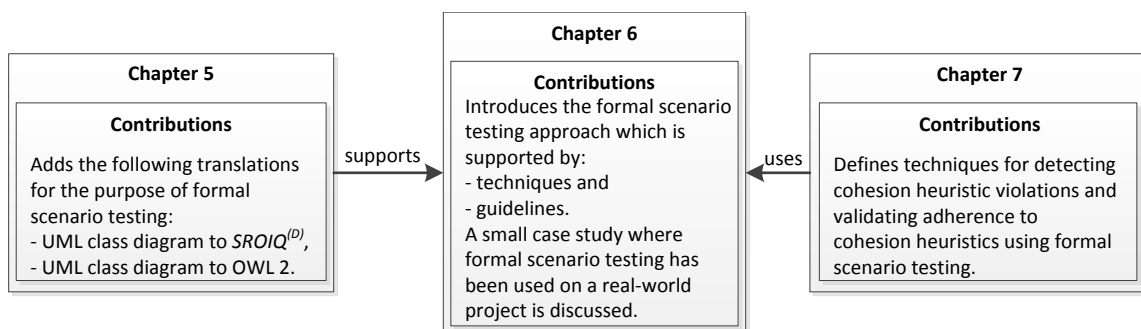 Chapter 5
Contributions
Adds the following translations
for the purpose of formal
scenario testing:
- UML class diagram to SROIQ(D),
- UML class diagram to OWL 2.
supports
Chapter 6
Contributions
Introduces the formal scenario
testing approach which is
supported by:
- techniques and
- guidelines.
A small case study where
formal scenario testing has
been used on a real-world
project is discussed.
uses
Chapter 7
Contributions
Defines techniques for detecting
cohesion heuristic violations and
validating adherence to
cohesion heuristics using formal
scenario testing.